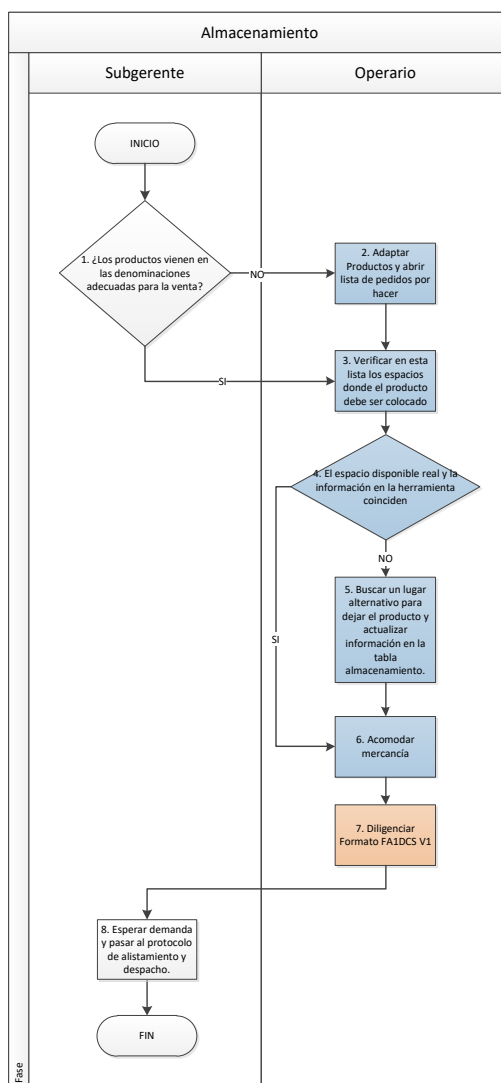 Almacenamiento
Subgerente
Operario
INICIO
1. ¿Los productos vienen en
las denominaciones
adecuadas para la venta?
NO
2. Adaptar
Productos y abrir
lista de pedidos por
hacer
SI
3. Verificar en esta
lista los espacios
donde el producto
debe ser colocado
4. El espacio disponible real y la
información en la herramienta
coinciden
NO
SI
5. Buscar un lugar
alternativo para
dejar el producto y
actualizar
información en la
tabla
almacenamiento.
6. Acomodar
mercancía
7. Diligenciar
Formato FA1DCS V1
8. Esperar demanda
y pasar al protocolo
de alistamiento y
despacho.
FIN
Fase